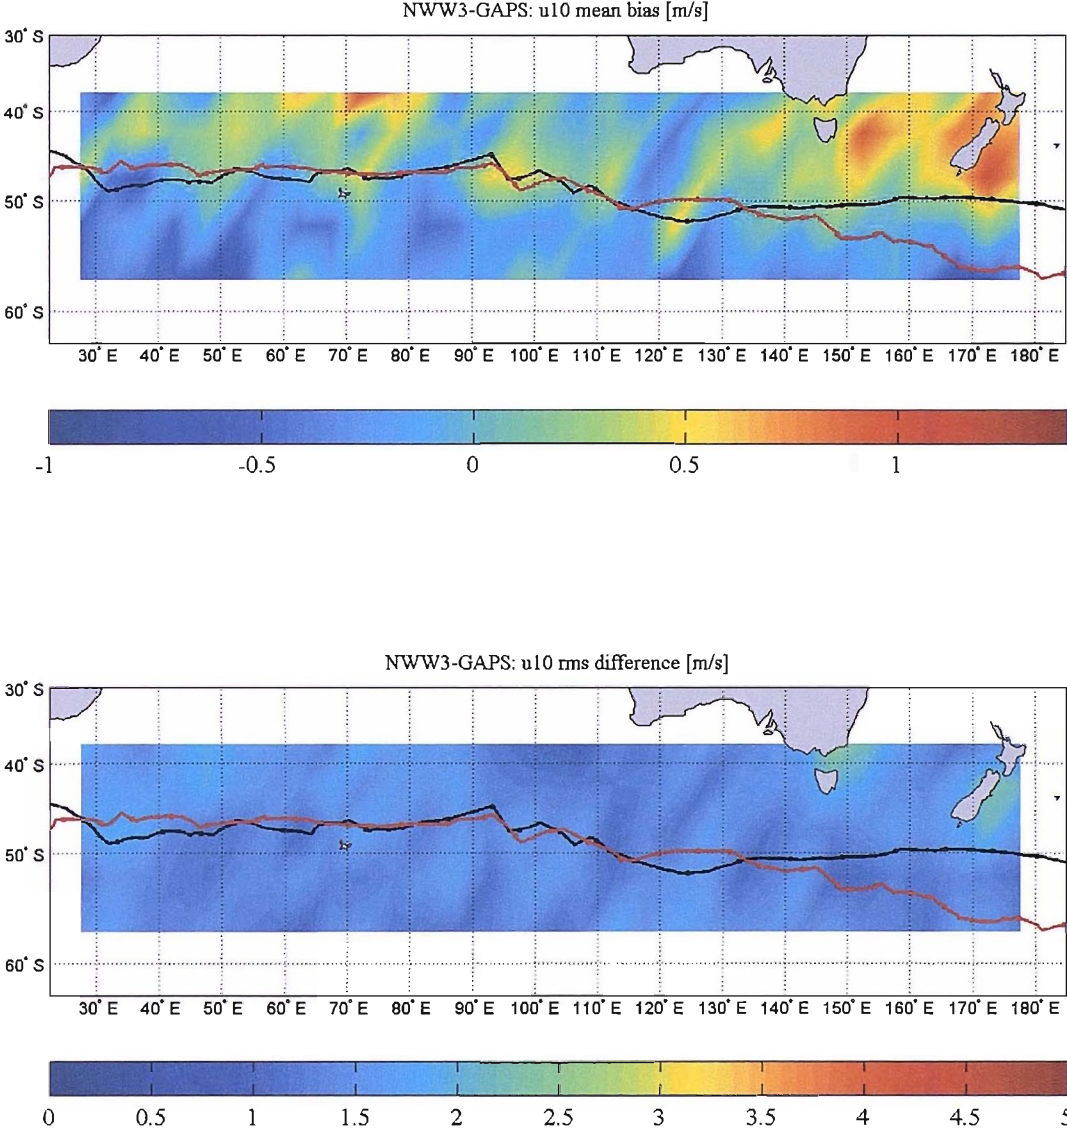 NWW3-GAPS: u10 mean bias [m/s]
30° S
40° S
50° S
60° S
30° E 40° E 50° E 60° E 70° E 80° E 90° E 100° E 110° E 120° E 130° E 140° E 150° E 160° E 170° E 180° E
-1 -0.5 0 0.5 1
NWW3-GAPS: u10 rms difference [m/s]
30° S
40° S
50° S
60° S
30° E 40° E 50° E 60° E 70° E 80° E 90° E 100° E 110° E 120° E 130° E 140° E 150° E 160° E 170° E 180° E
0 0.5 1 1.5 2 2.5 3 3.5 4 4.5 5